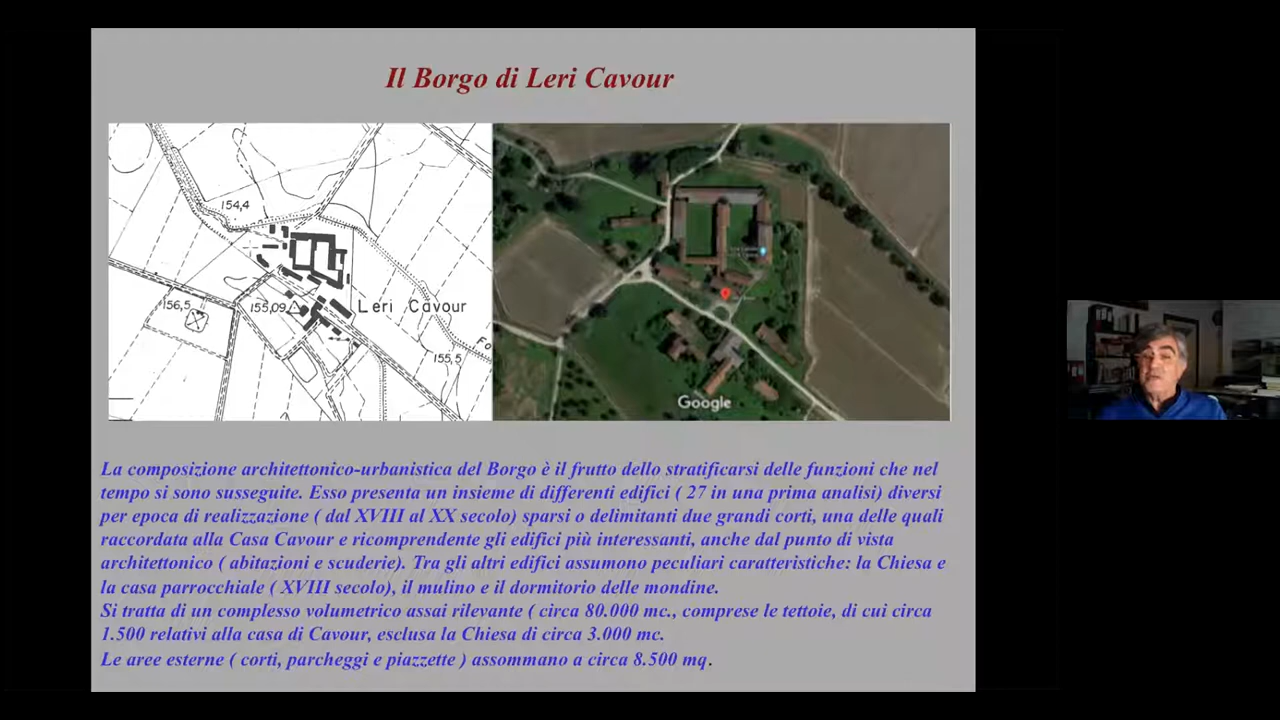 Il Borgo di Leri Cavour
154,4
156,5
155,09
Leri Cavour
155,5
Fo
Google
La composizione architettonico-urbanistica del Borgo è il frutto dello stratificarsi delle funzioni che nel
tempo si sono susseguite. Esso presenta un insieme di differenti edifici ( 27 in una prima analisi) diversi
per epoca di realizzazione ( dal XVIII al XX secolo) sparsi o delimitanti due grandi corti, una delle quali
raccordata alla Casa Cavour e ricomprendente gli edifici più interessanti, anche dal punto di vista
architettonico ( abitazioni e scuderie). Tra gli altri edifici assumono peculiari caratteristiche: la Chiesa e
la casa parrocchiale ( XVIII secolo), il mulino e il dormitorio delle mondine.
Si tratta di un complesso volumetrico assai rilevante ( circa 80.000 mc., comprese le tettoie, di cui circa
1.500 relativi alla casa di Cavour, esclusa la Chiesa di circa 3.000 mc.
Le aree esterne ( corti, parcheggi e piazzette ) assommano a circa 8.500 mq.